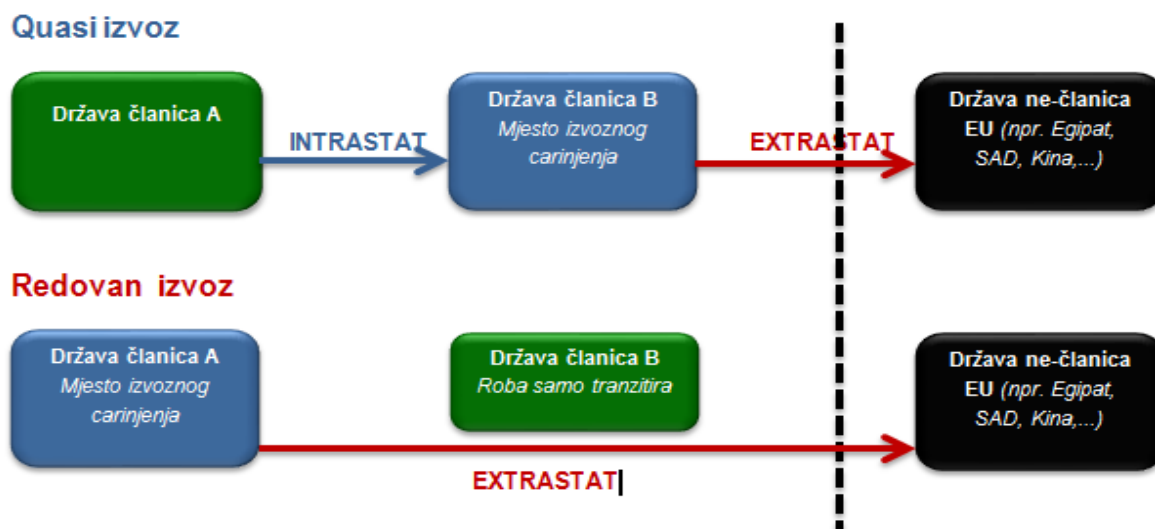 Quasi izvoz
Država članica A
INTRASTAT
Država članica B
Mjesto izvoznog
carinjenja
EXTRASTAT
Država ne-članica
EU (npr. Egipat,
SAD, Kina,...)
Redovan izvoz
Država članica A
Mjesto izvoznog
carinjenja
Država članica B
Roba samo tranzitira
EXTRASTAT
Država ne-članica
EU (npr. Egipat,
SAD, Kina,...)